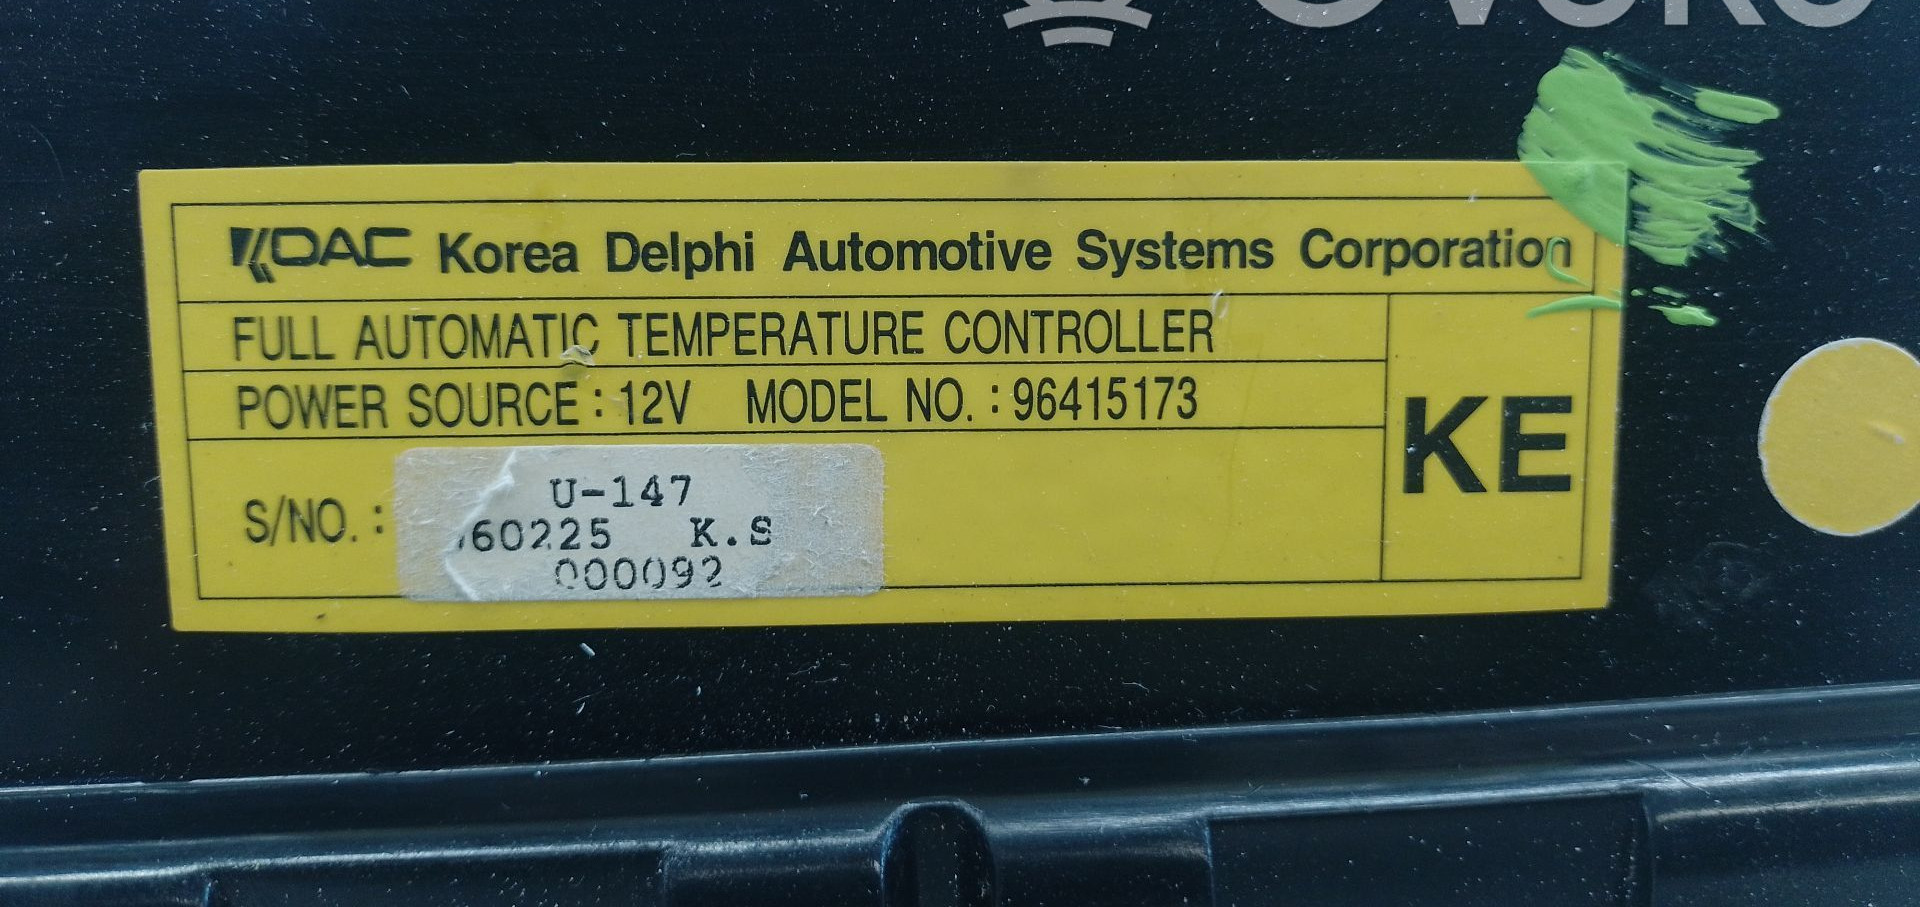 KDAC Korea Delphi Automotive Systems Corporation
FULL AUTOMATIC TEMPERATURE CONTROLLER
POWER SOURCE : 12V MODEL NO. : 96415173
KE
S/NO. :
U-147
60225 K.S
000092